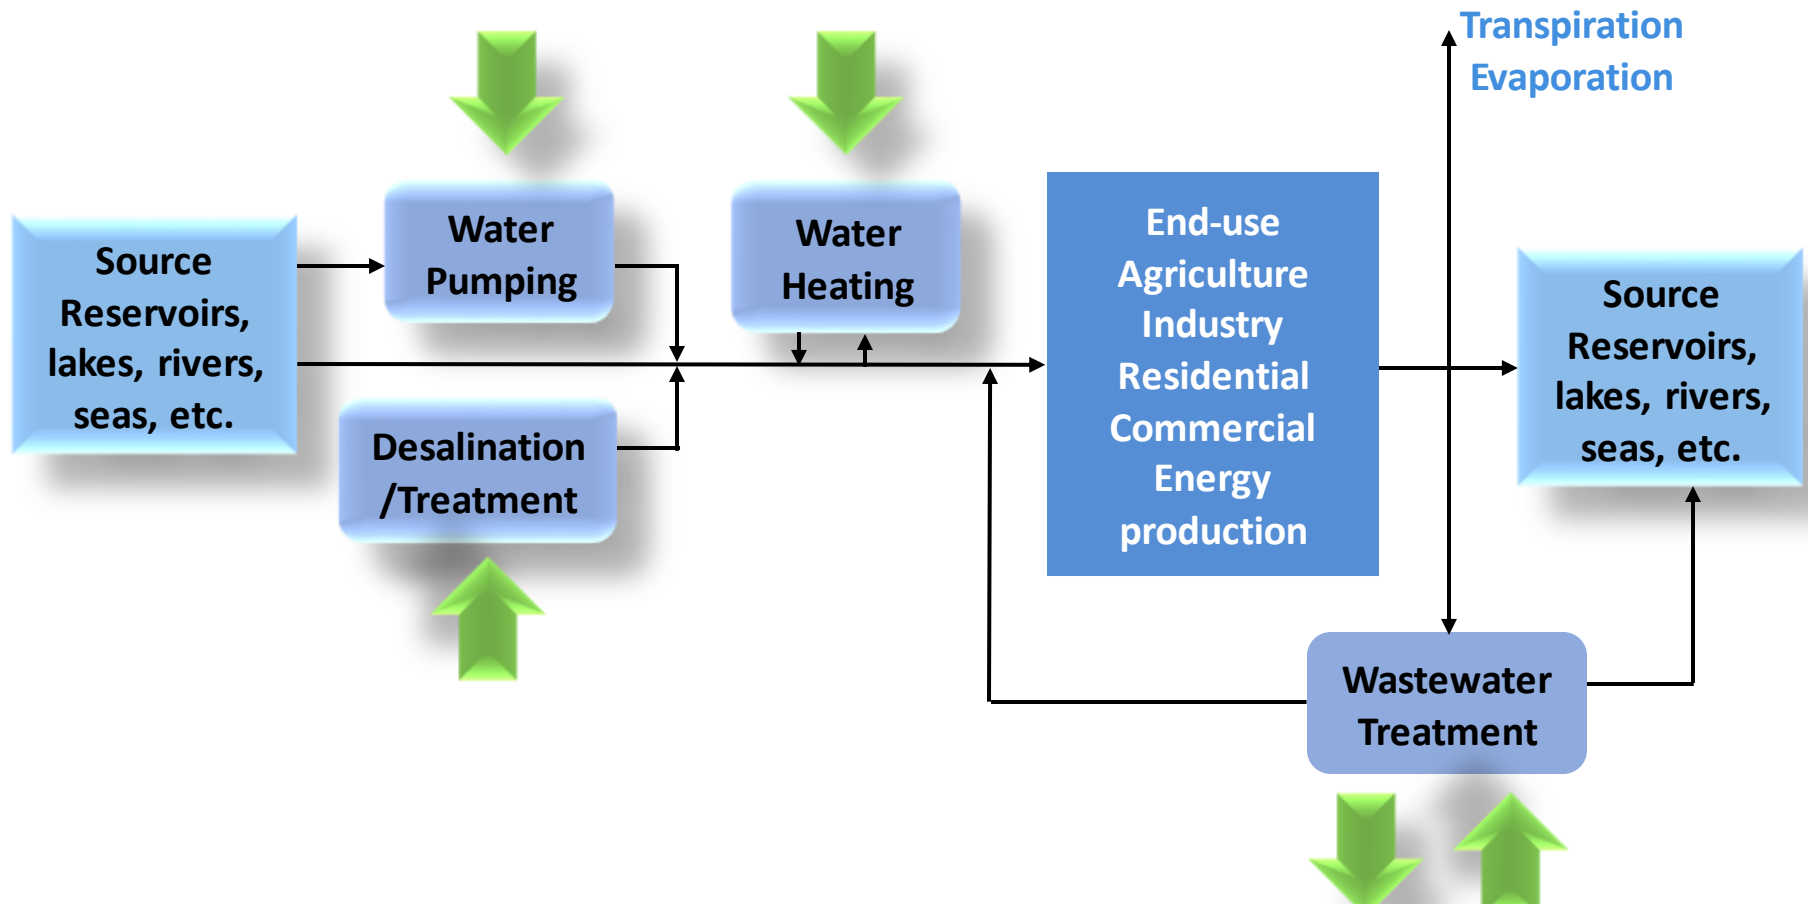 Transpiration
Evaporation
Source
Reservoirs,
lakes, rivers,
seas, etc.
Water
Pumping
Desalination
/Treatment
Water
Heating
End-use
Agriculture
Industry
Residential
Commercial
Energy
production
Source
Reservoirs,
lakes, rivers,
seas, etc.
Wastewater
Treatment